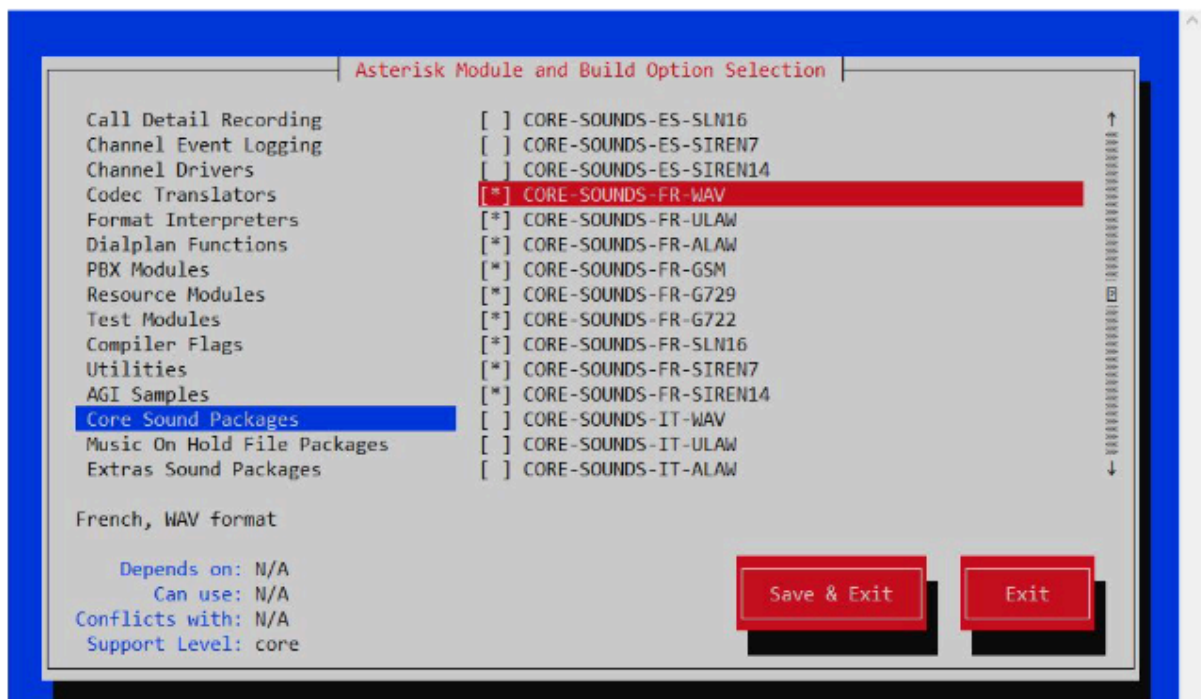 Asterisk Module and Build Option Selection
Call Detail Recording [ ] CORE-SOUNDS-ES-SLN16
Channel Event Logging [ ] CORE-SOUNDS-ES-SIREN7
Channel Drivers [ ] CORE-SOUNDS-ES-SIREN14
Codec Translators [*] CORE-SOUNDS-FR-WAV
Format Interpreters [*] CORE-SOUNDS-FR-ULAW
Dialplan Functions [*] CORE-SOUNDS-FR-ALAW
PBX Modules [*] CORE-SOUNDS-FR-GSM
Resource Modules [*] CORE-SOUNDS-FR-G729
Test Modules [*] CORE-SOUNDS-FR-G722
Compiler Flags [*] CORE-SOUNDS-FR-SLN16
Utilities [*] CORE-SOUNDS-FR-SIREN7
AGI Samples [*] CORE-SOUNDS-FR-SIREN14
Core Sound Packages [ ] CORE-SOUNDS-IT-WAV
Music On Hold File Packages [ ] CORE-SOUNDS-IT-ULAW
Extras Sound Packages [ ] CORE-SOUNDS-IT-ALAW
French, WAV format
Depends on: N/A
Can use: N/A
Conflicts with: N/A
Support Level: core
Save & Exit
Exit